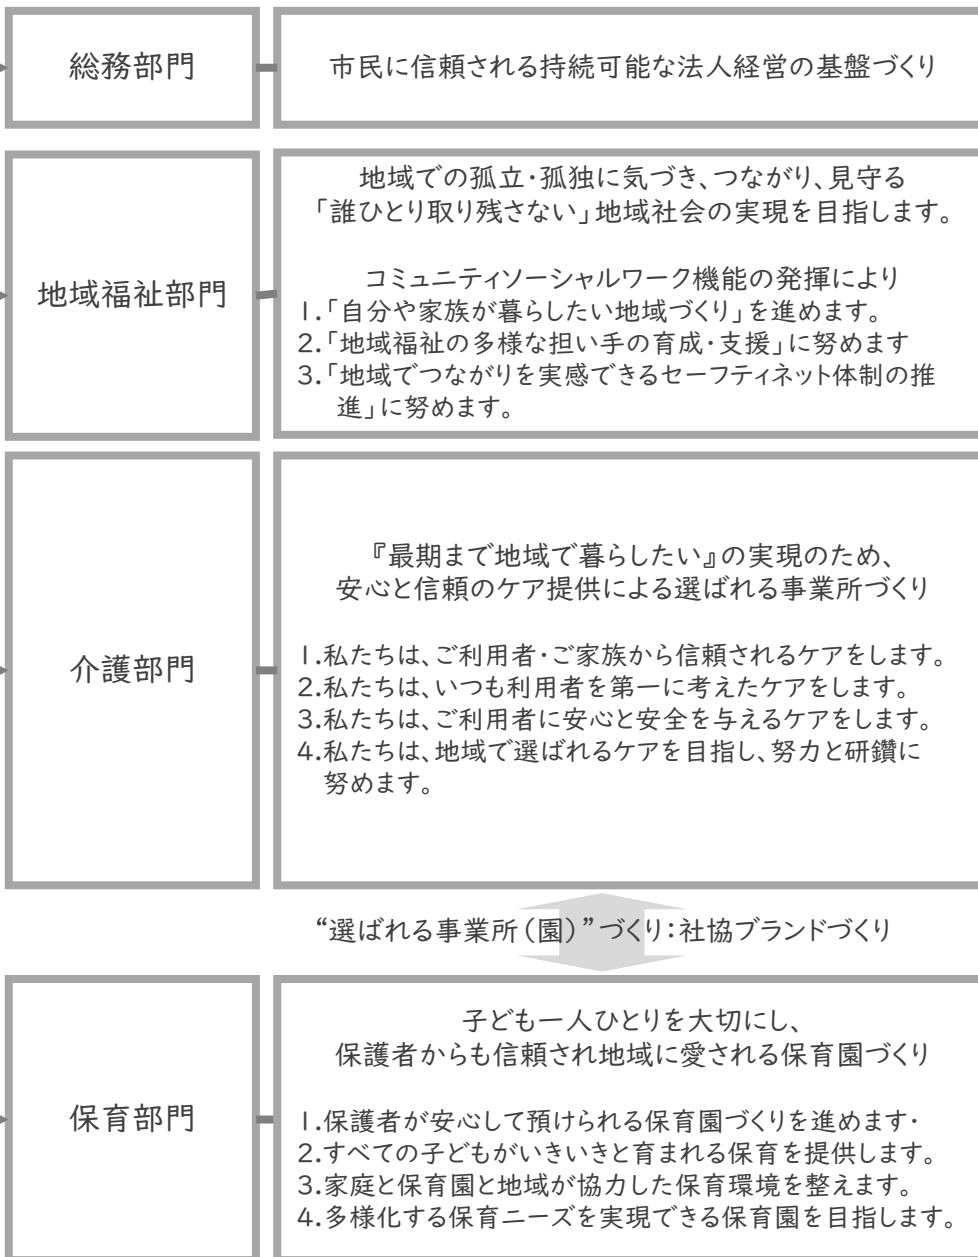 総務部門
市民に信頼される持続可能な法人経営の基盤づくり
地域福祉部門
地域での孤立・孤独に気づき、つながり、見守る
「誰ひとり取り残さない」地域社会の実現を目指します。
コミュニティソーシャルワーク機能の発揮により
1.「自分や家族が暮らしたい地域づくり」を進めます。
2.「地域福祉の多様な担い手の育成・支援」に努めます
3.「地域でつながりを実感できるセーフティネット体制の推
進」に努めます。
介護部門
『最期まで地域で暮らしたい』の実現のため、
安心と信頼のケア提供による選ばれる事業所づくり
1.私たちは、ご利用者・ご家族から信頼されるケアをします。
2.私たちは、いつも利用者を第一に考えたケアをします。
3.私たちは、ご利用者に安心と安全を与えるケアをします。
4.私たちは、地域で選ばれるケアを目指し、努力と研鑽に
努めます。
“選ばれる事業所（園）”づくり：社協ブランドづくり
保育部門
子ども一人ひとりを大切にし、
保護者からも信頼され地域に愛される保育園づくり
1.保護者が安心して預けられる保育園づくりを進めます・
2.すべての子どもがいきいきと育まれる保育を提供します。
3.家庭と保育園と地域が協力した保育環境を整えます。
4.多様化する保育ニーズを実現できる保育園を目指します。